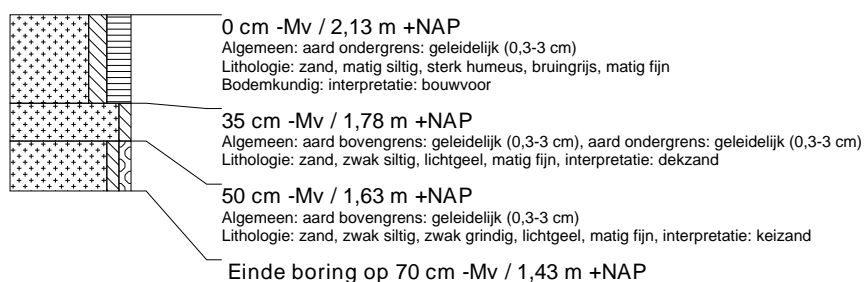 0 cm -Mv / 2,13 m +NAP
Algemeen: aard ondergrens: geleidelijk (0,3-3 cm)
Lithologie: zand, matig siltig, sterk humeus, bruingrijs, matig fijn
Bodemkundig: interpretatie: bouwvoor
35 cm -Mv / 1,78 m +NAP
Algemeen: aard bovengrens: geleidelijk (0,3-3 cm), aard ondergrens: geleidelijk (0,3-3 cm)
Lithologie: zand, zwak siltig, lichtgeel, matig fijn, interpretatie: dekzand
50 cm -Mv / 1,63 m +NAP
Algemeen: aard bovengrens: geleidelijk (0,3-3 cm)
Lithologie: zand, zwak siltig, zwak grindig, lichtgeel, matig fijn, interpretatie: keizand
Einde boring op 70 cm -Mv / 1,43 m +NAP